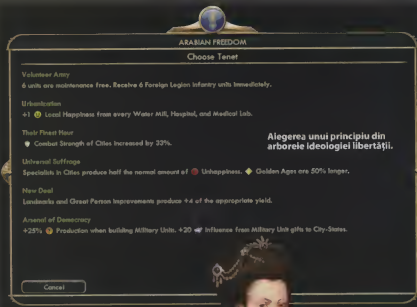 ARABIAN FREEDOM
Choose Tenet
Volunteer Army
6 units are maintenance free. Receive 6 Foreign Legion infantry units immediately.
Urbanization
+1 Local Happiness from every Water Mill, Hospital, and Medical Lab.
Their Finest Hour
Combat Strength of Cities increased by 33%.
Alegerea unui principiu din
arborele ideologiei libertății.
Universal Suffrage
Specialists in Cities produce half the normal amount of Unhappiness. Golden Ages are 50% longer.
New Deal
Landmarks and Great Person Improvements produce +4 of the appropriate yield.
Arsenal of Democracy
+25% Production when building Military Units. +20 Influence from Military Unit gifts to City-States.
Cancel